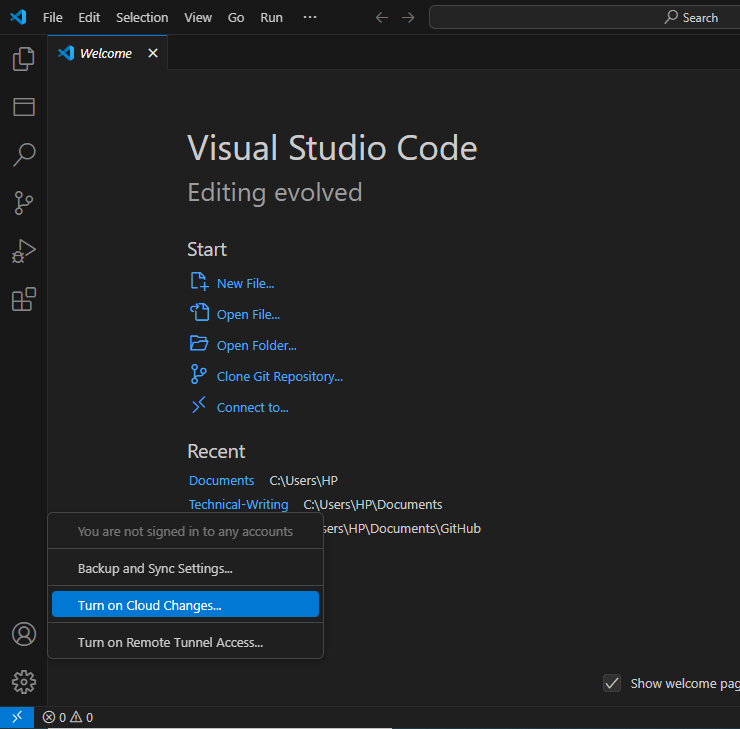 File Edit Selection View Go Run ··· Search
Welcome
Visual Studio Code
Editing evolved
Start
New File...
Open File...
Open Folder...
Clone Git Repository...
Connect to...
Recent
Documents C:\Users\HP
Technical-Writing C:\Users\HP\Documents
sers\HP\Documents\GitHub
You are not signed in to any accounts
Backup and Sync Settings...
Turn on Cloud Changes...
Turn on Remote Tunnel Access...
Show welcome pag
0 0